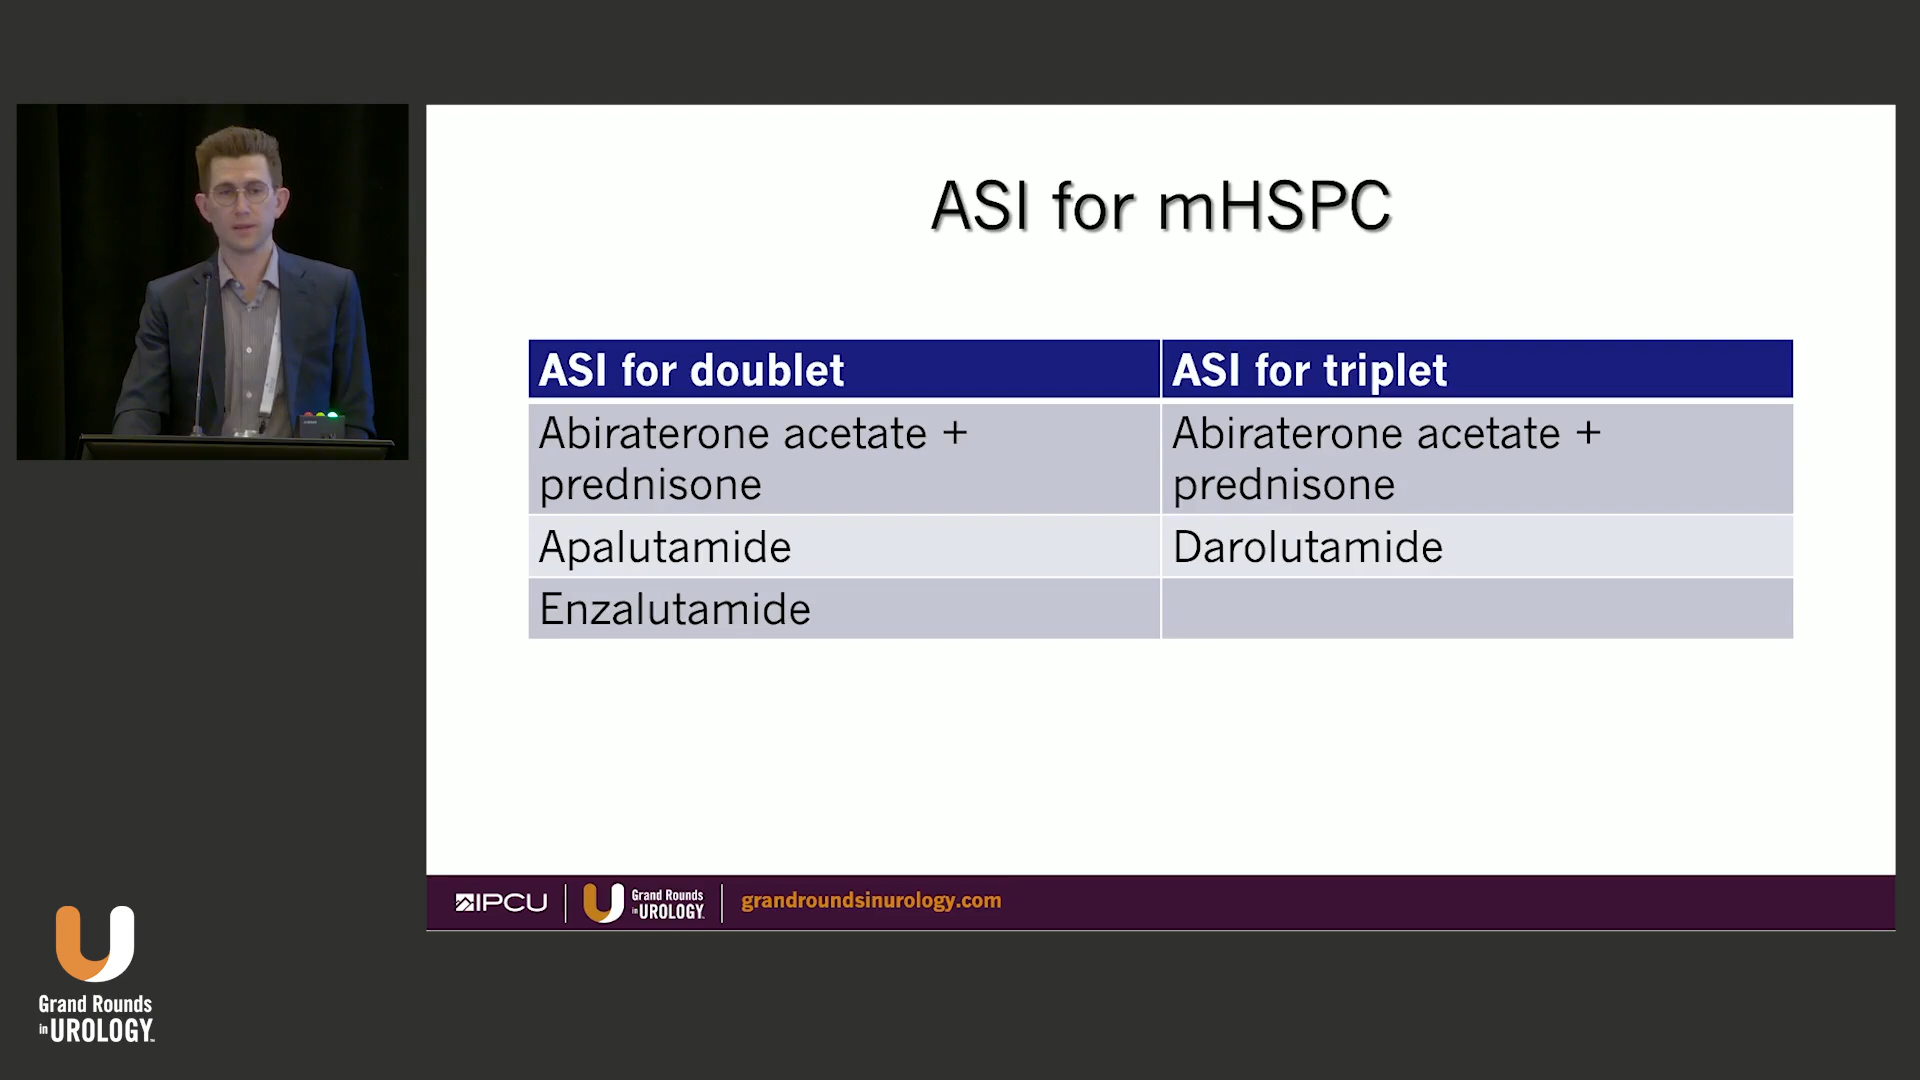 ASI for mHSPC
ASI for doublet
ASI for triplet
Abiraterone acetate +
prednisone
Abiraterone acetate +
prednisone
Apalutamide
Darolutamide
Enzalutamide
IPCU
Grand Rounds
in UROLOGY
grandroundsinurology.com
Grand Rounds
in UROLOGY™